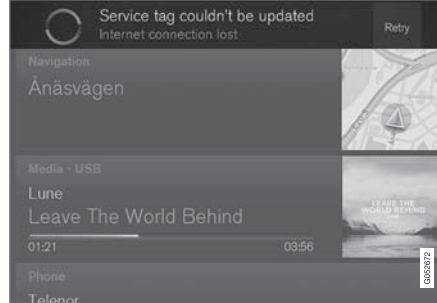 Service tag couldn't be updated
Internet connection lost
Retry
Navigation
Ånäsvägen
Media - USB
Lune
Leave The World Behind
01:21
03:56
LEAVE THE
WORLD BEHIND
Phone
Telenor
G052672